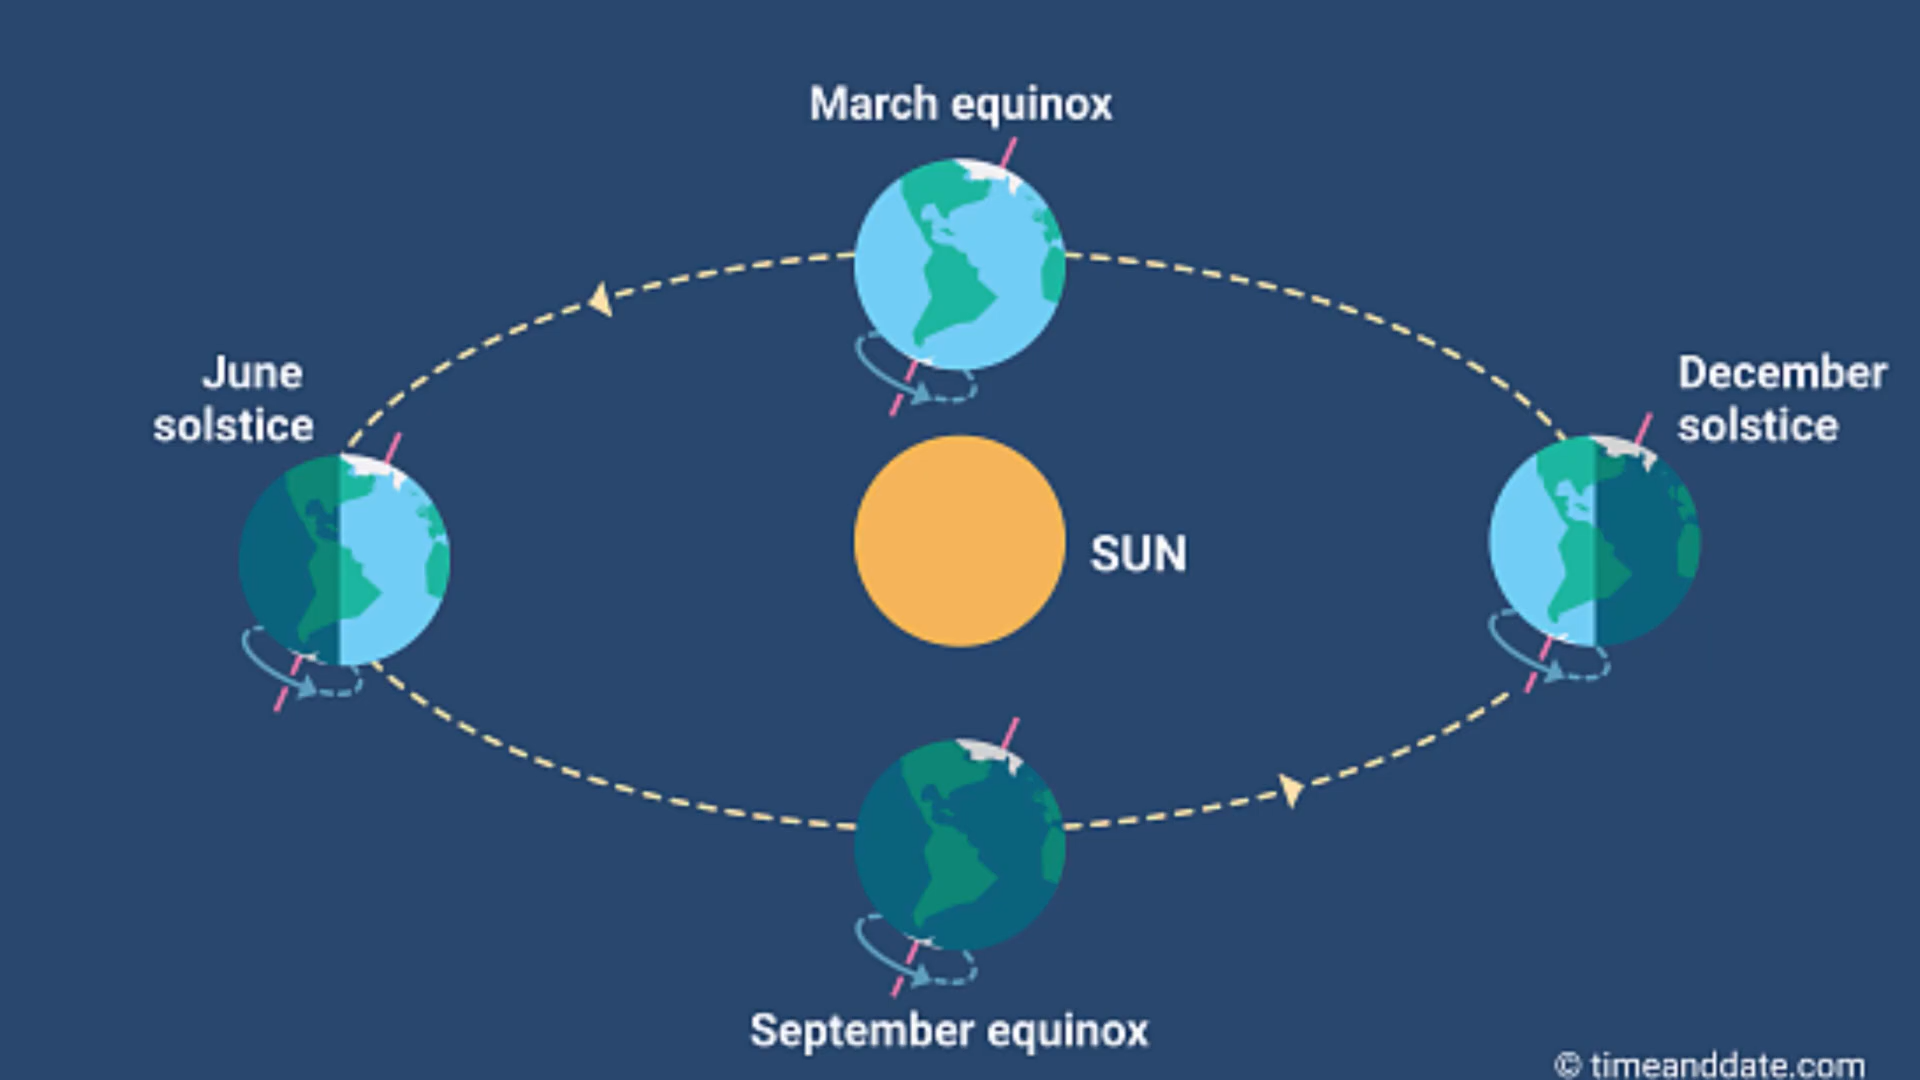 March equinox
June
solstice
December
solstice
SUN
September equinox
© timeanddate.com